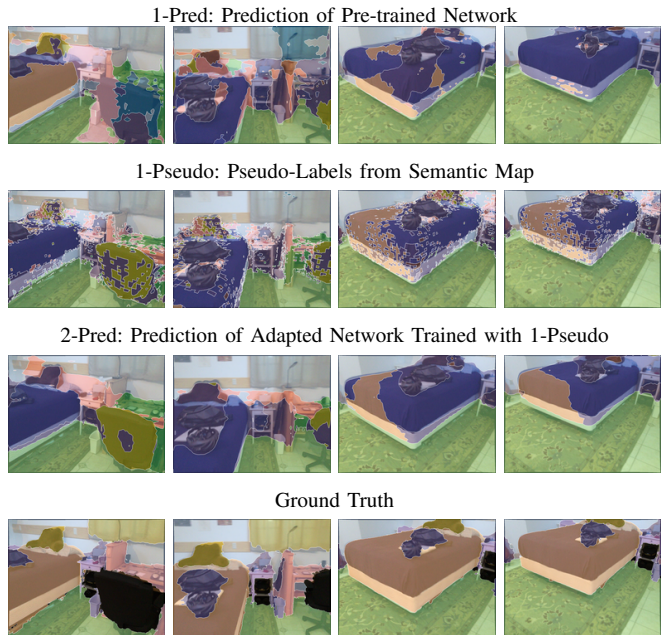 1-Pred: Prediction of Pre-trained Network
1-Pseudo: Pseudo-Labels from Semantic Map
2-Pred: Prediction of Adapted Network Trained with 1-Pseudo
Ground Truth